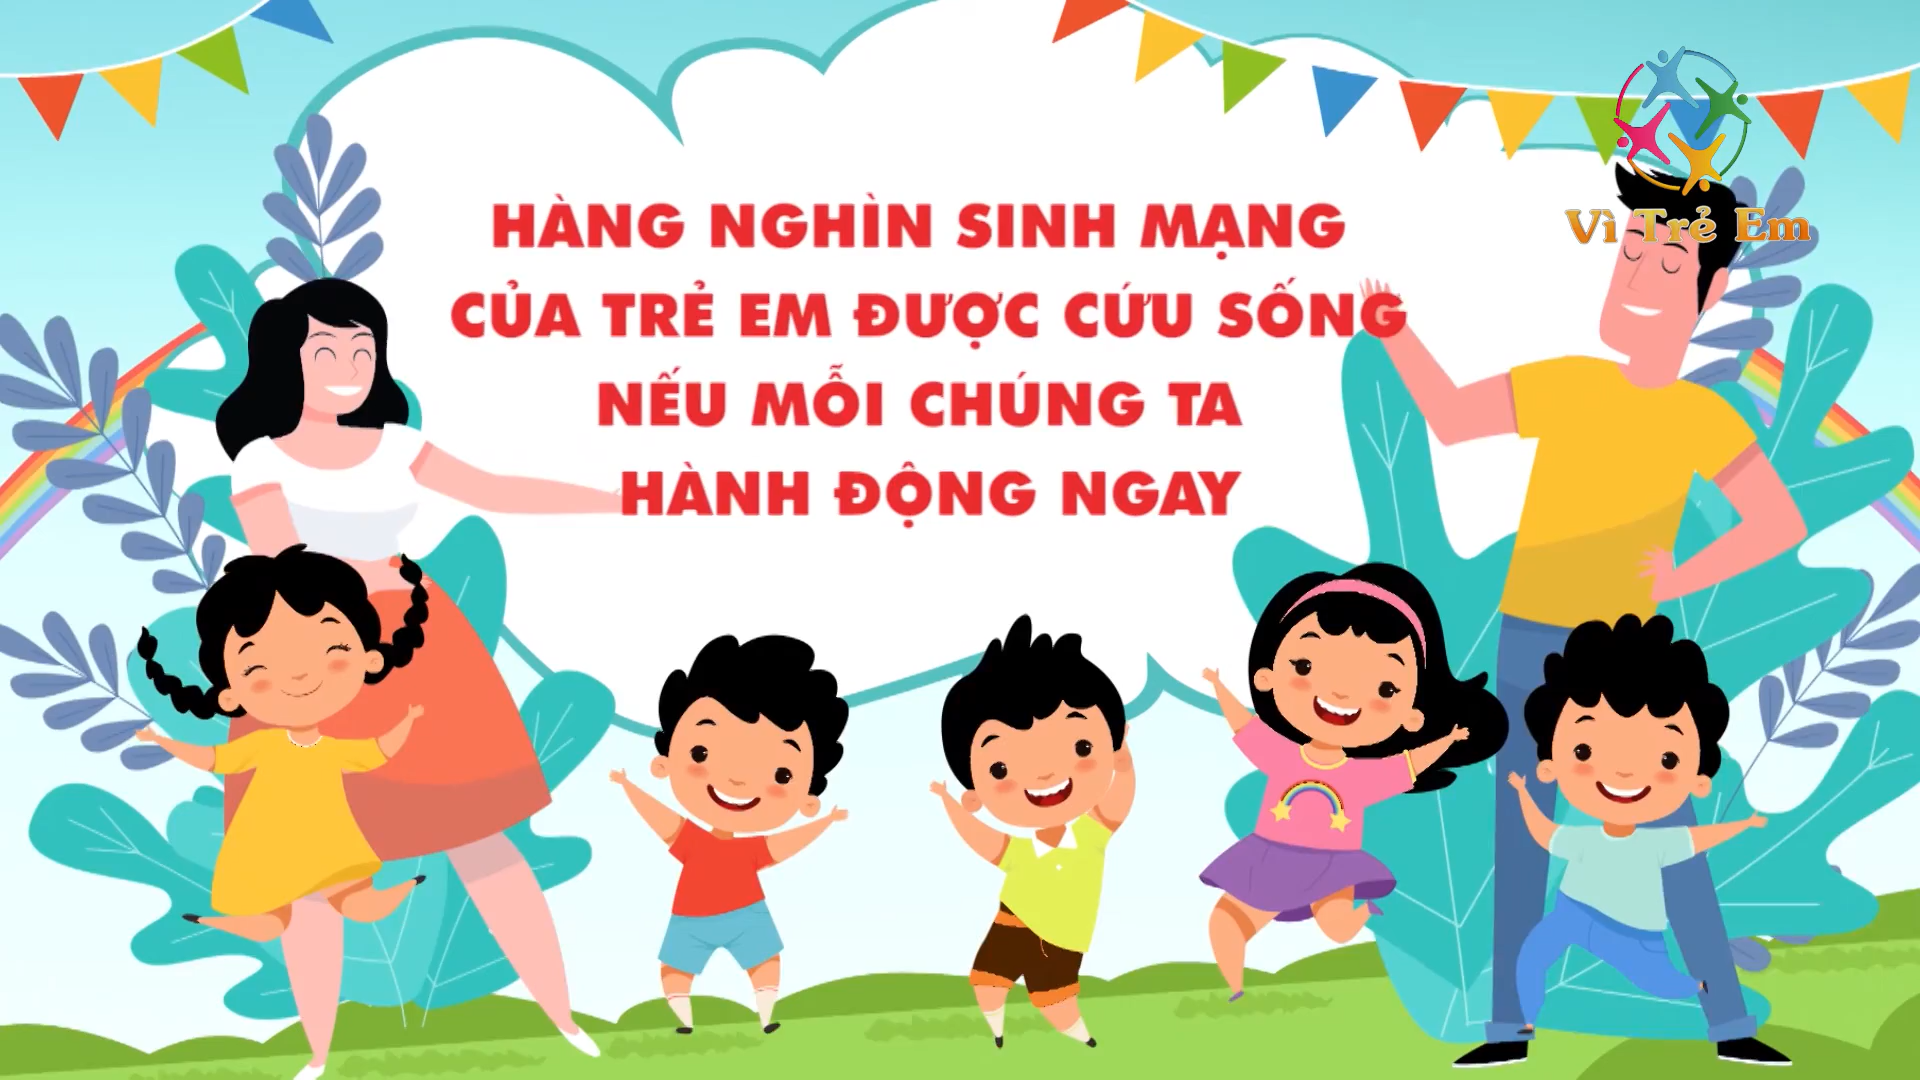 Vì Trẻ Em
HÀNG NGHÌN SINH MẠNG
CỦA TRẺ EM ĐƯỢC CỨU SỐNG
NẾU MỖI CHÚNG TA
HÀNH ĐỘNG NGAY